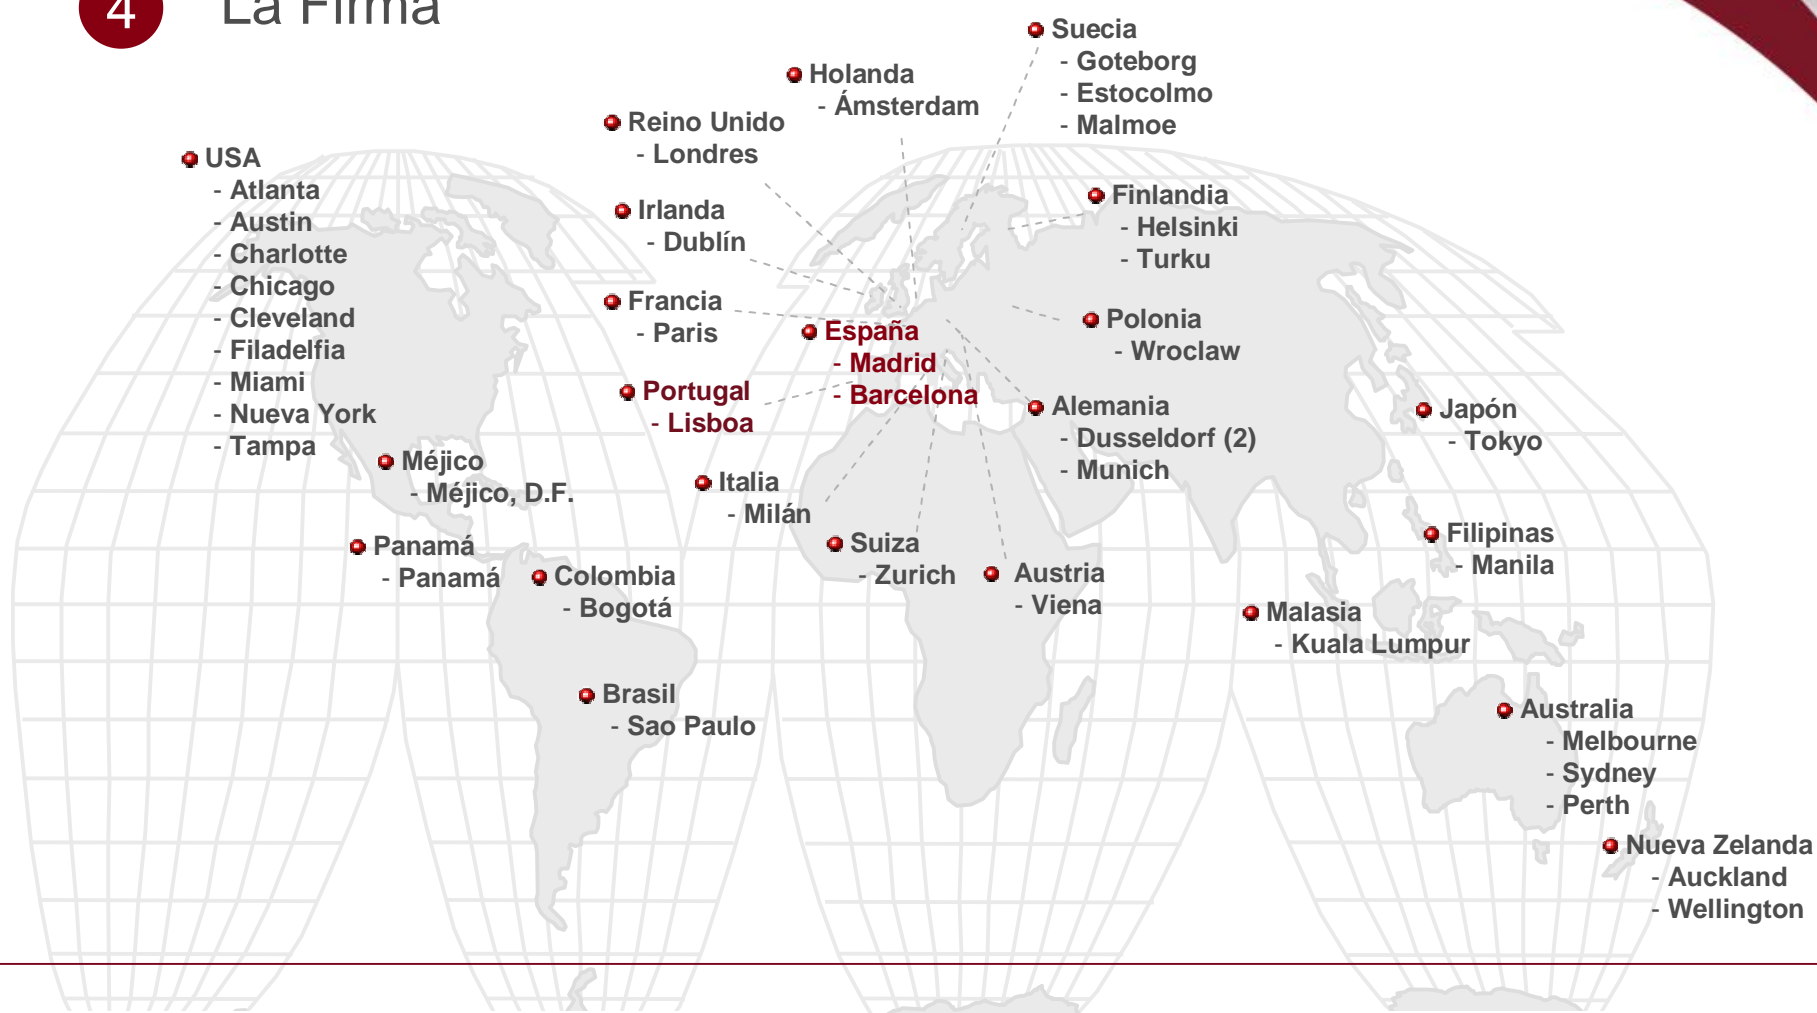 4
La Firma
Suecia
- Goteborg
- Estocolmo
- Malmoe
Holanda
- Ámsterdam
Reino Unido
- Londres
USA
- Atlanta
- Austin
- Charlotte
- Chicago
- Cleveland
- Filadelfia
- Miami
- Nueva York
- Tampa
Irlanda
- Dublín
Finlandia
- Helsinki
- Turku
Francia
- Paris
España
- Madrid
- Barcelona
Polonia
- Wroclaw
Portugal
- Lisboa
Alemania
- Dusseldorf (2)
- Munich
Japón
- Tokyo
Méjico
- Méjico, D.F.
Italia
- Milán
Panamá
- Panamá
Colombia
- Bogotá
Suiza
- Zurich
Austria
- Viena
Filipinas
- Manila
Malasia
- Kuala Lumpur
Brasil
- Sao Paulo
Australia
- Melbourne
- Sydney
- Perth
Nueva Zelanda
- Auckland
- Wellington